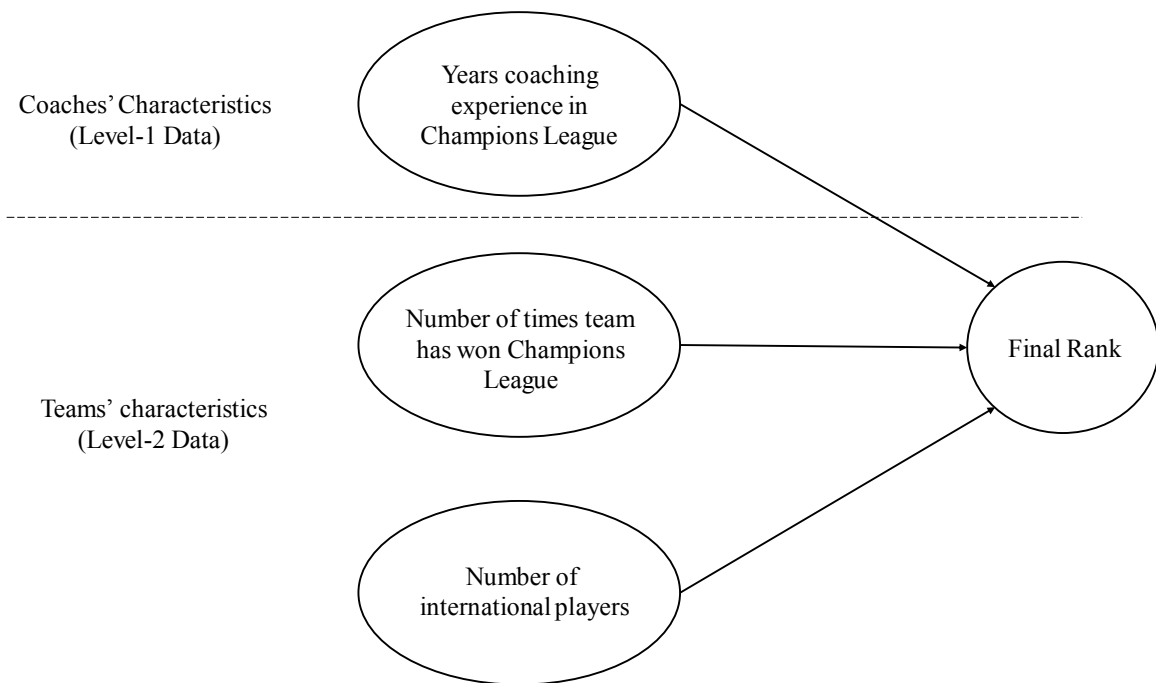 Coaches’ Characteristics
(Level-1 Data)
Years coaching
experience in
Champions League
Teams’ characteristics
(Level-2 Data)
Number of times team
has won Champions
League
Number of
international players
Final Rank